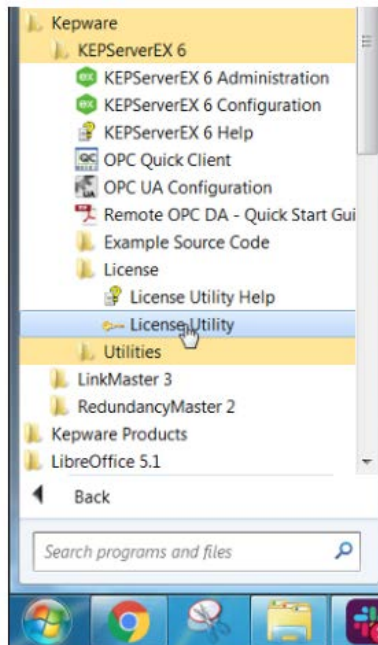 Kepware
KEPServerEX 6
KEPServerEX 6 Administration
KEPServerEX 6 Configuration
KEPServerEX 6 Help
OPC Quick Client
OPC UA Configuration
Remote OPC DA - Quick Start Gui
Example Source Code
License
License Utility Help
License Utility
Utilities
LinkMaster 3
RedundancyMaster 2
Kepware Products
LibreOffice 5.1
Back
Search programs and files